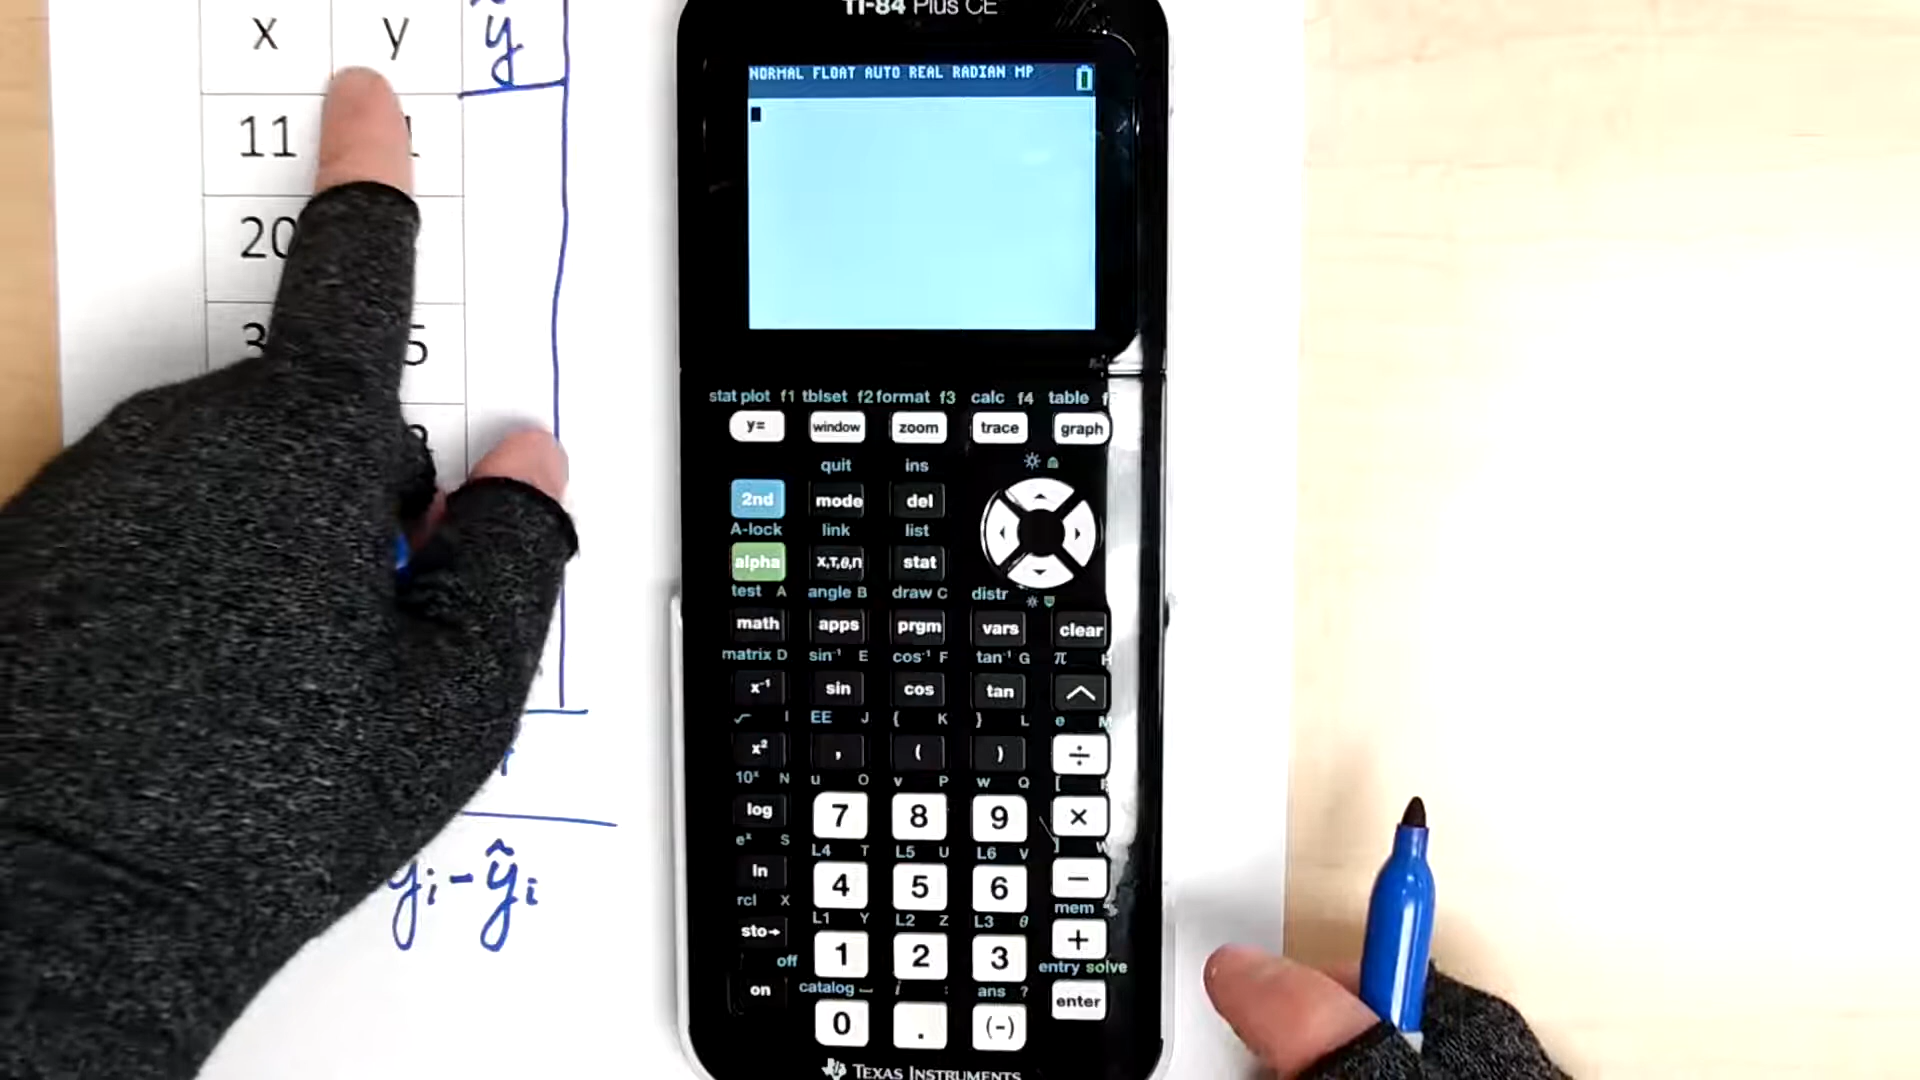 x y ŷ
11
20
yᵢ - ŷᵢ
TI-84 Plus CE
NORMAL FLOAT AUTO REAL RADIAN MP
stat plot f1 tblset f2 format f3 calc f4 table f
y= window zoom trace graph
quit ins
2nd mode del
A-lock link list
alpha X,T,θ,n stat
test A angle B draw C distr
math apps prgm vars clear
matrix D sin⁻¹ E cos⁻¹ F tan⁻¹ G π H
x⁻¹ sin cos tan ^
√ I EE J { K } L e M
x² , ( ) ÷
10ˣ N u O v P w Q [
log 7 8 9 ×
eˣ S L4 T L5 U L6 V ] W
ln 4 5 6 −
rcl X L1 Y L2 Z L3 θ mem "
sto→ 1 2 3 +
off catalog ⎵ i : ans ? entry solve
on 0 . (-) enter
TEXAS INSTRUMENTS